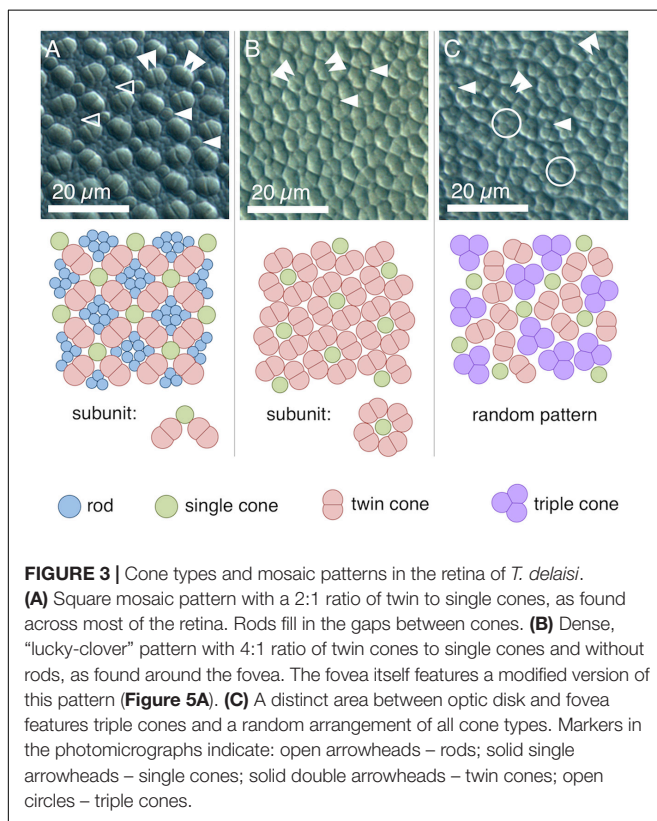 A
B
C
20 µm
20 µm
20 µm
subunit:
subunit:
random pattern
rod
single cone
twin cone
triple cone
FIGURE 3 | Cone types and mosaic patterns in the retina of T. delaisi.
(A) Square mosaic pattern with a 2:1 ratio of twin to single cones, as found
across most of the retina. Rods fill in the gaps between cones. (B) Dense,
“lucky-clover” pattern with 4:1 ratio of twin cones to single cones and without
rods, as found around the fovea. The fovea itself features a modified version of
this pattern (Figure 5A). (C) A distinct area between optic disk and fovea
features triple cones and a random arrangement of all cone types. Markers in
the photomicrographs indicate: open arrowheads – rods; solid single
arrowheads – single cones; solid double arrowheads – twin cones; open
circles – triple cones.